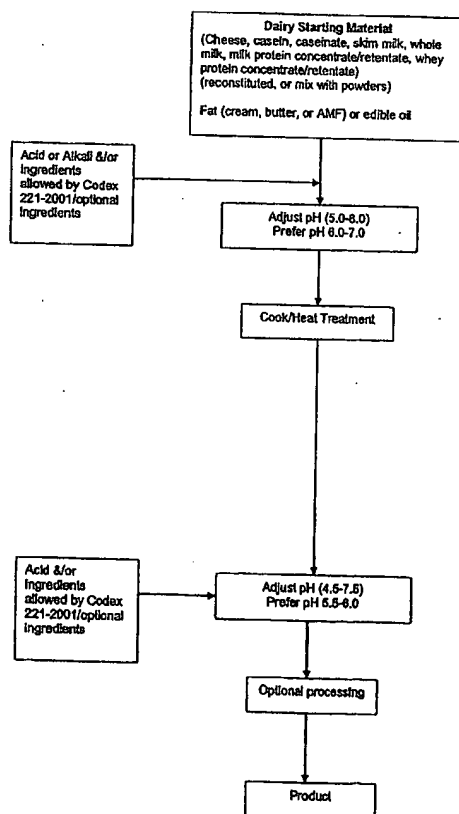 Dairy Starting Material
(Cheese, casein, caseinate, skim milk, whole
milk, milk protein concentrate/retentate, whey
protein concentrate/retentate)
(reconstituted, or mix with powders)
Fat (cream, butter, or AMF) or edible oil
Acid or Alkali &/or
ingredients
allowed by Codex
221-2001/optional
ingredients
Adjust pH (5.0-8.0)
Prefer pH 6.0-7.0
Cook/Heat Treatment
Acid &/or
ingredients
allowed by Codex
221-2001/optional
ingredients
Adjust pH (4.5-7.5)
Prefer pH 5.5-6.0
Optional processing
Product